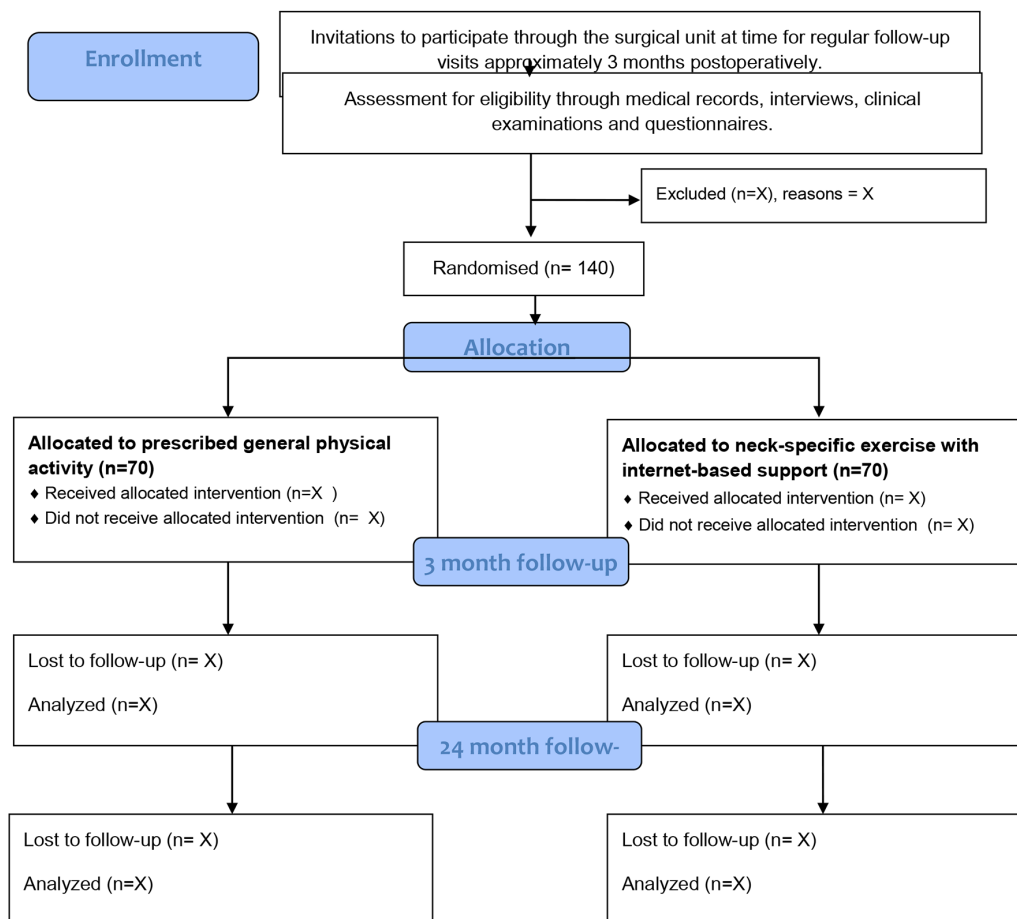 Enrollment
Invitations to participate through the surgical unit at time for regular follow-up
visits approximately 3 months postoperatively.
Assessment for eligibility through medical records, interviews, clinical
examinations and questionnaires.
Excluded (n=X), reasons = X
Randomised (n= 140)
Allocation
Allocated to prescribed general physical
activity (n=70)
♦ Received allocated intervention (n=X  )
♦ Did not receive allocated intervention  (n=  X)
Allocated to neck-specific exercise with
internet-based support (n=70)
♦ Received allocated intervention (n= X)
♦ Did not receive allocated intervention  (n= X)
3 month follow-up
Lost to follow-up (n= X)
Analyzed (n=X)
Lost to follow-up (n= X)
Analyzed (n=X)
24 month follow-
Lost to follow-up (n= X)
Analyzed (n=X)
Lost to follow-up (n= X)
Analyzed (n=X)